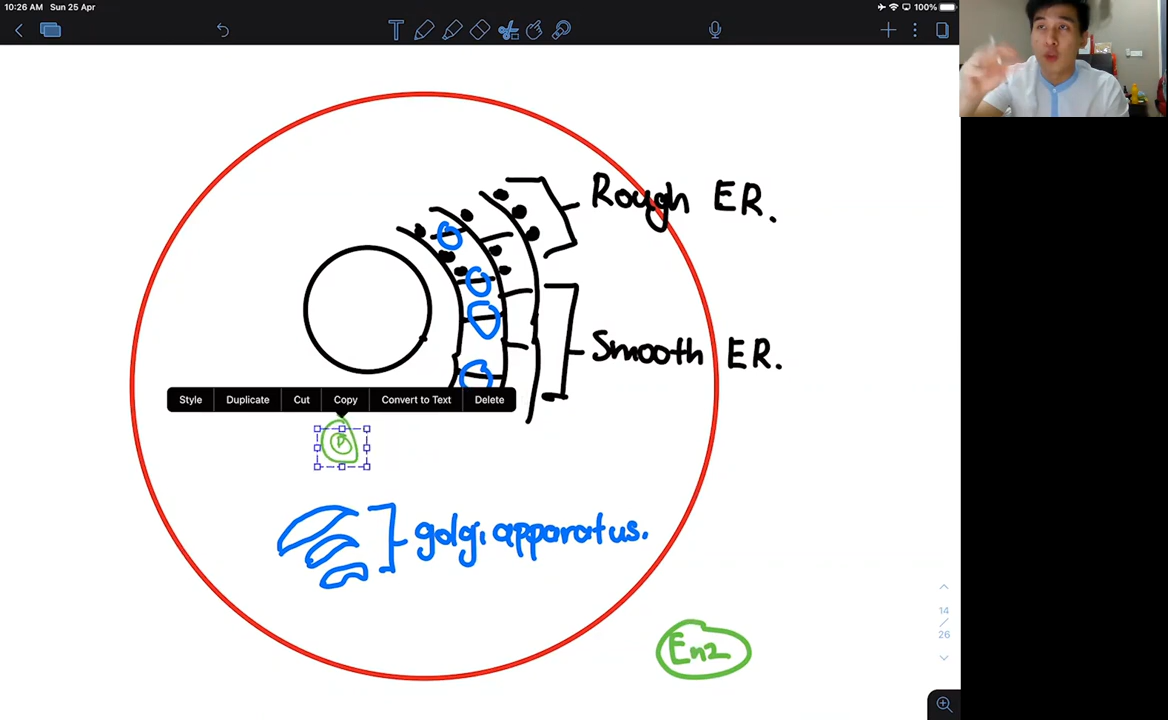 10:26 AM Sun 25 Apr
100%
T
Rough ER.
Smooth ER.
Style Duplicate Cut Copy Convert to Text Delete
P
golgi apparatus.
14
/
26
Enz